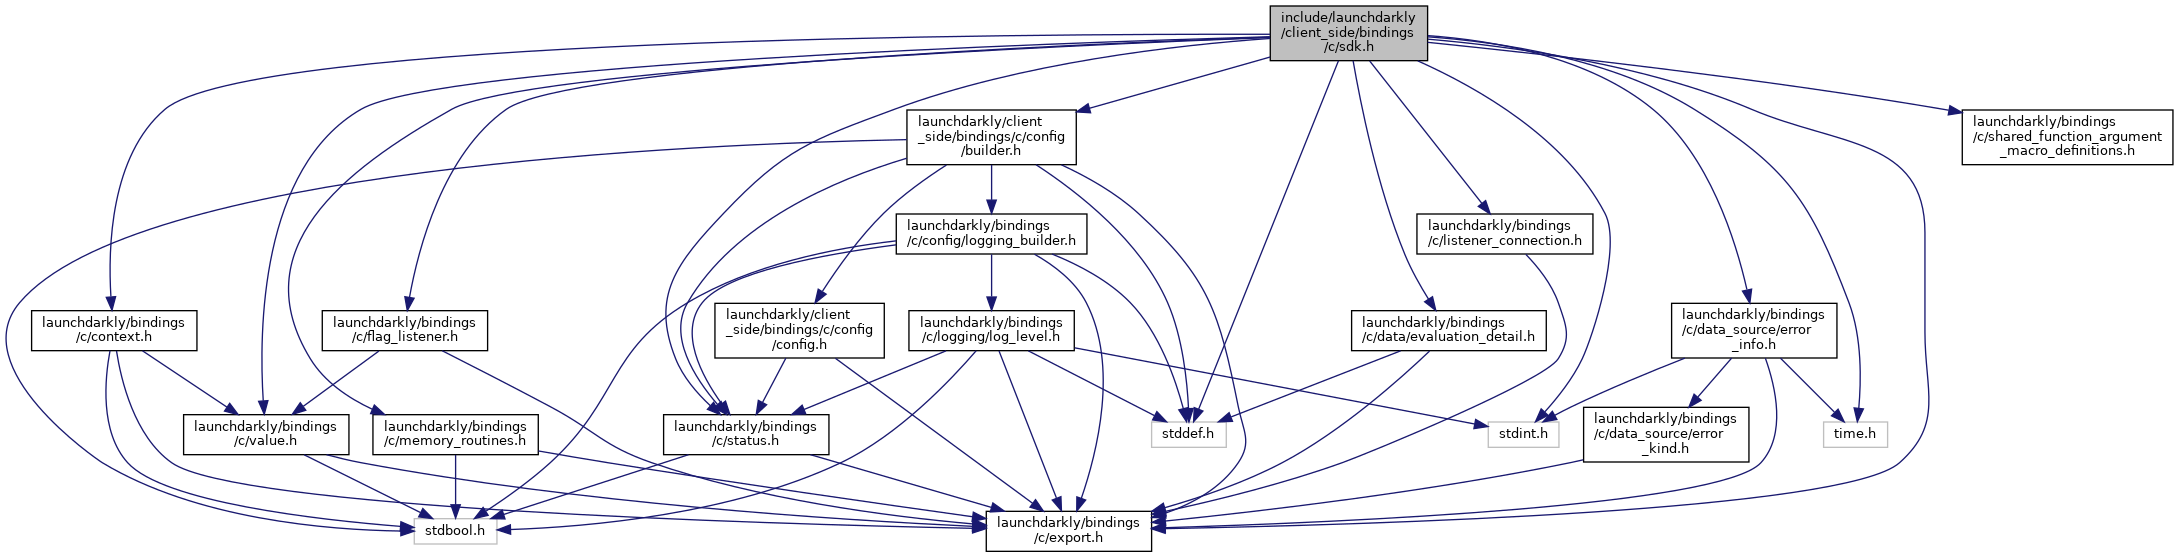 include/launchdarkly
/client_side/bindings
/c/sdk.h
launchdarkly/client
_side/bindings/c/config
/builder.h
launchdarkly/bindings
/c/shared_function_argument
_macro_definitions.h
launchdarkly/bindings
/c/config/logging_builder.h
launchdarkly/bindings
/c/listener_connection.h
launchdarkly/bindings
/c/context.h
launchdarkly/bindings
/c/flag_listener.h
launchdarkly/client
_side/bindings/c/config
/config.h
launchdarkly/bindings
/c/logging/log_level.h
launchdarkly/bindings
/c/data/evaluation_detail.h
launchdarkly/bindings
/c/data_source/error
_info.h
launchdarkly/bindings
/c/value.h
launchdarkly/bindings
/c/memory_routines.h
launchdarkly/bindings
/c/status.h
stddef.h
stdint.h
launchdarkly/bindings
/c/data_source/error
_kind.h
time.h
stdbool.h
launchdarkly/bindings
/c/export.h